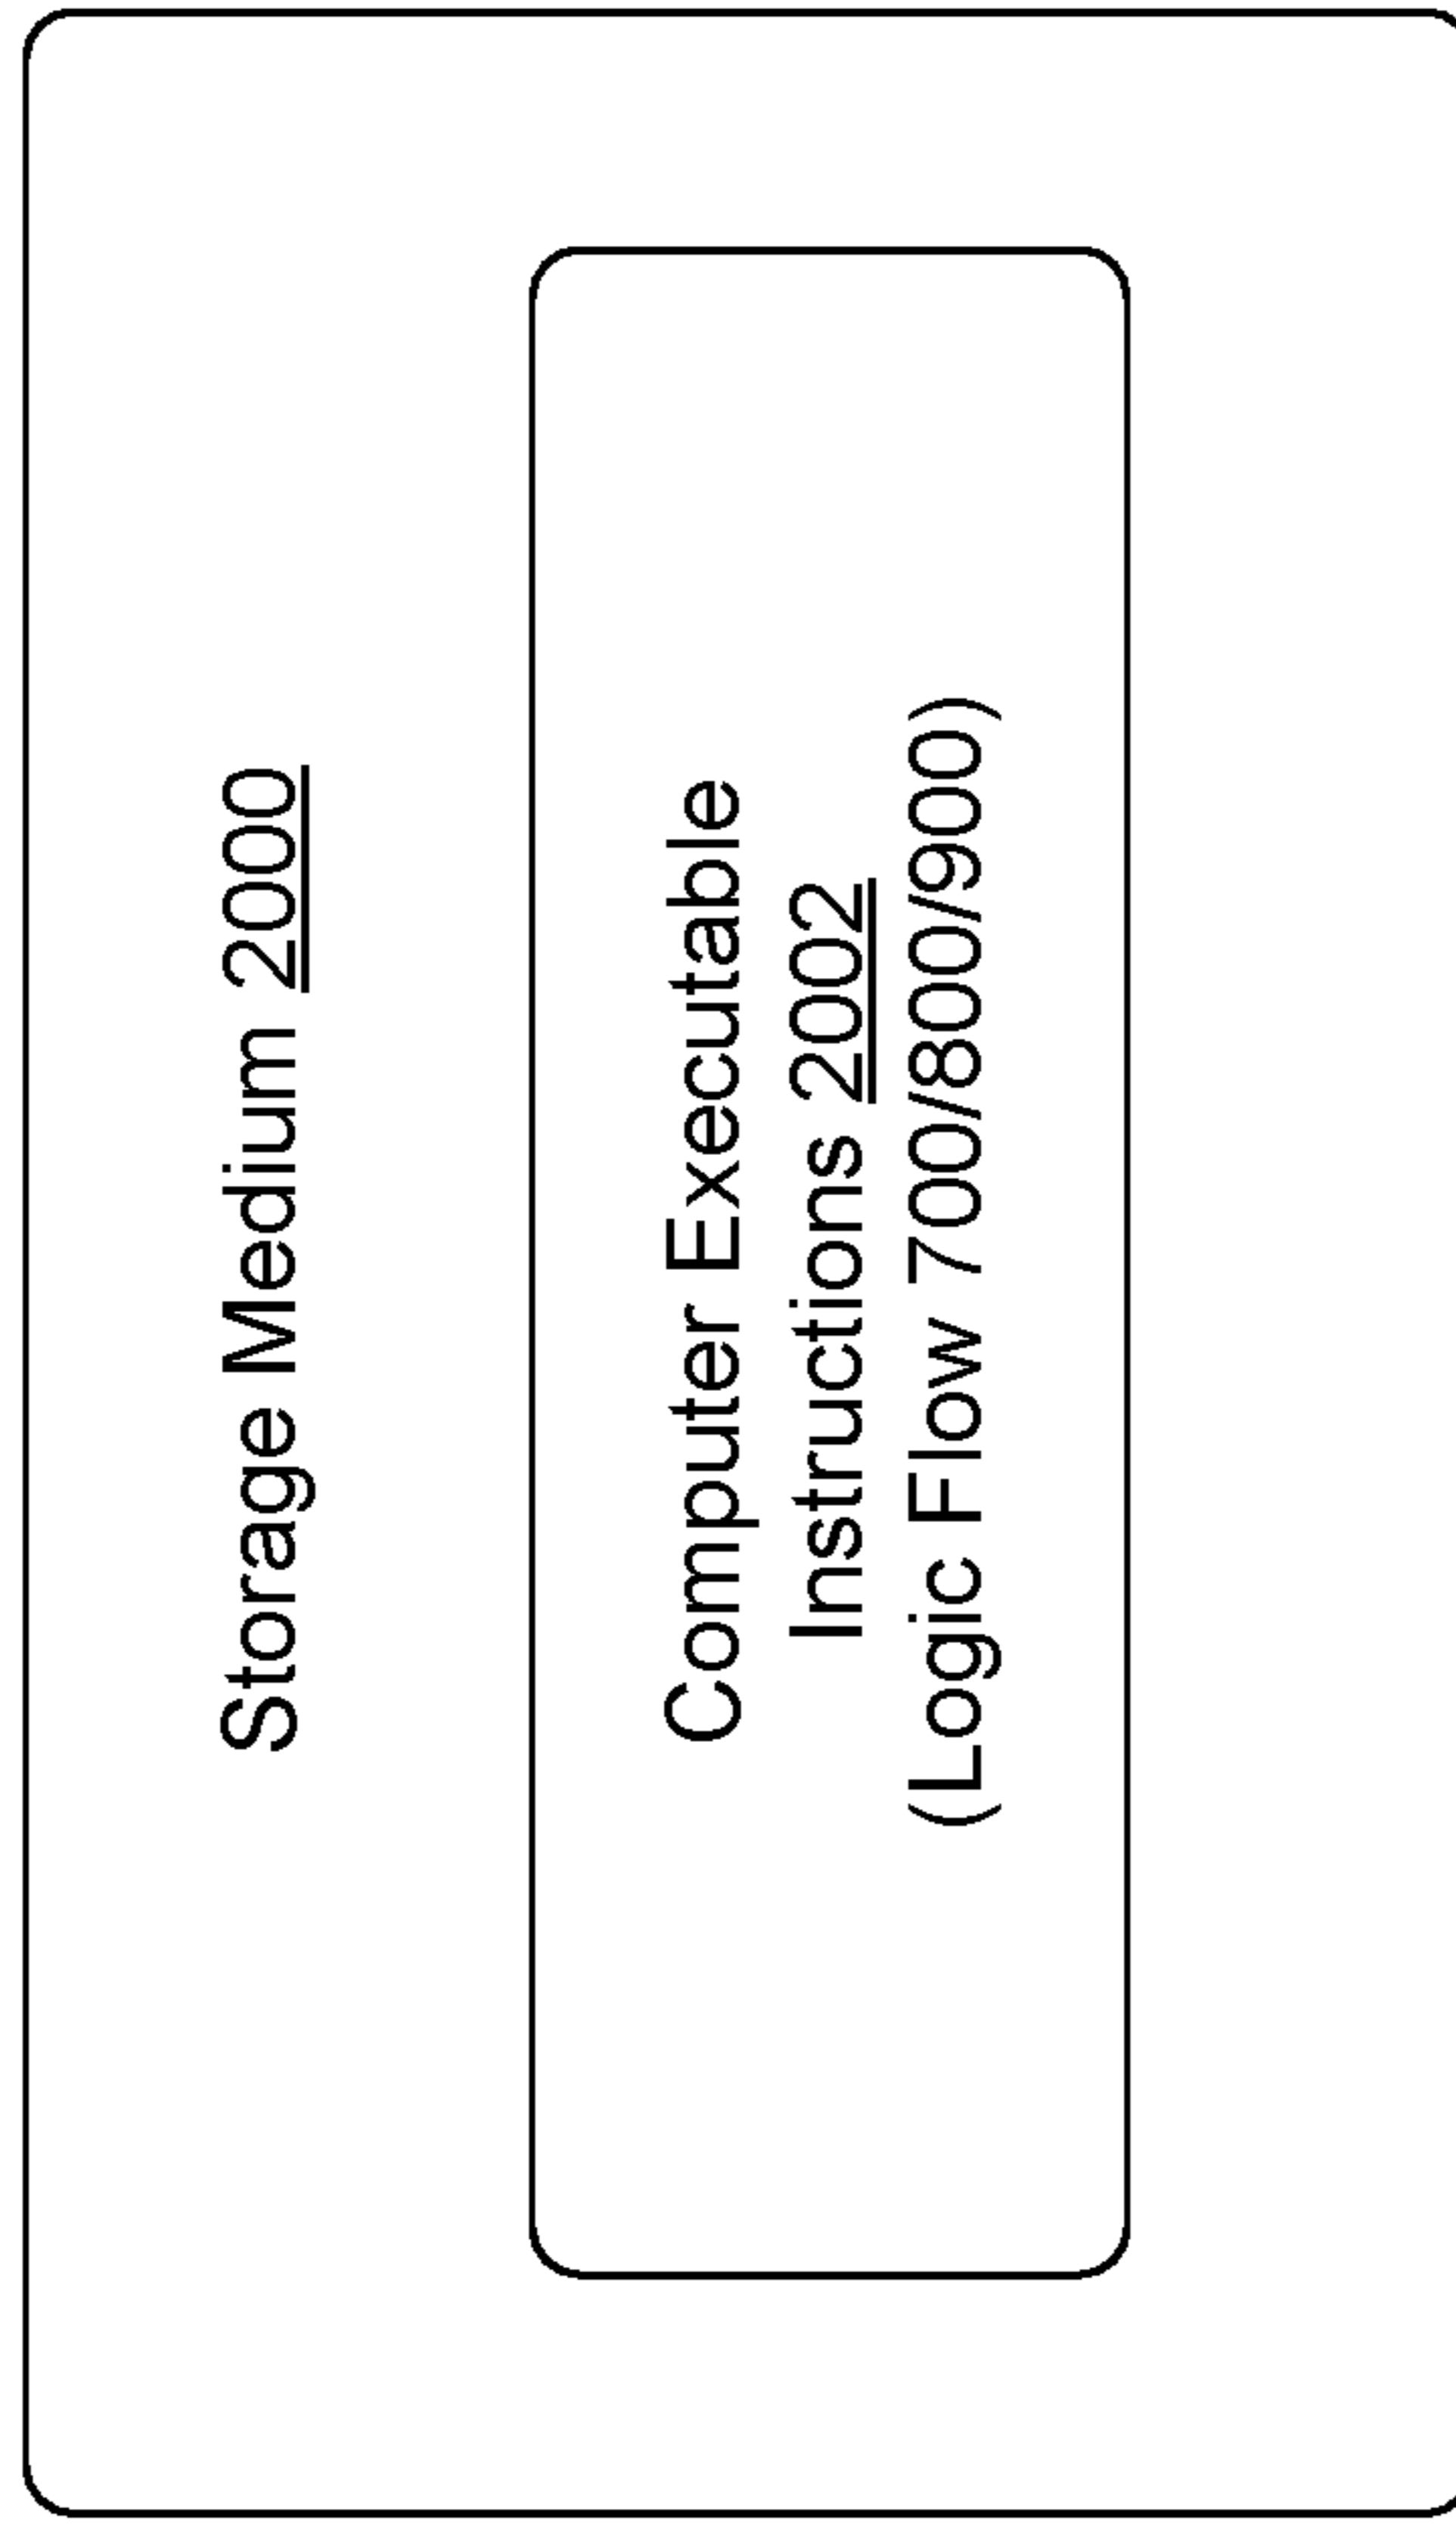 Storage Medium 2000
Computer Executable
Instructions 2002
(Logic Flow 700/800/900)